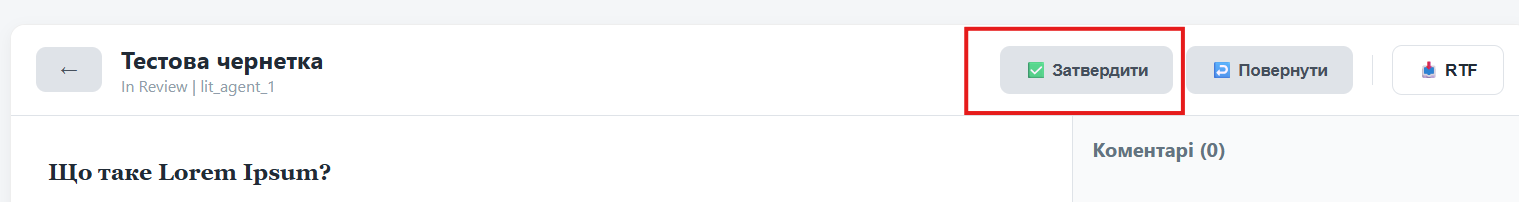 ←
Тестова чернетка
In Review | lit_agent_1
✅ Затвердити
↩️ Повернути
📥 RTF
Що таке Lorem Ipsum?
Коментарі (0)